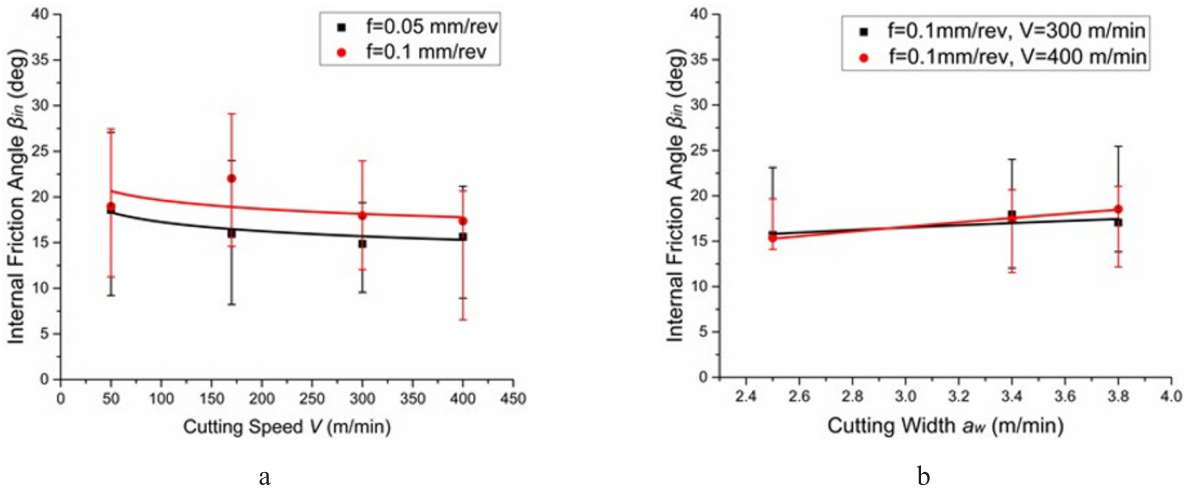 f=0.05 mm/rev
f=0.1 mm/rev
Internal Friction Angle βin (deg)
40
35
30
25
20
15
10
5
0
0 50 100 150 200 250 300 350 400 450
Cutting Speed V (m/min)
a
f=0.1mm/rev, V=300 m/min
f=0.1mm/rev, V=400 m/min
Internal Friction Angle βin (deg)
40
35
30
25
20
15
10
5
0
2.4 2.6 2.8 3.0 3.2 3.4 3.6 3.8 4.0
Cutting Width aw (m/min)
b